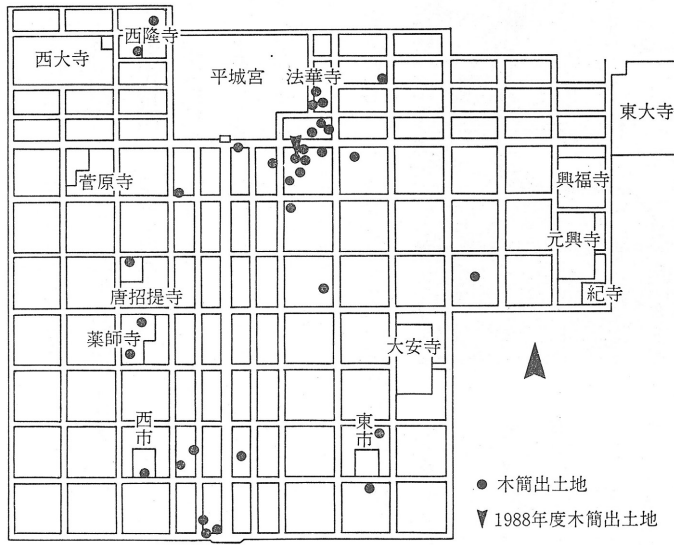 西隆寺
西大寺
平城宮
法華寺
東大寺
菅原寺
興福寺
元興寺
紀寺
唐招提寺
薬師寺
大安寺
西市
東市
木簡出土地
1988年度木簡出土地